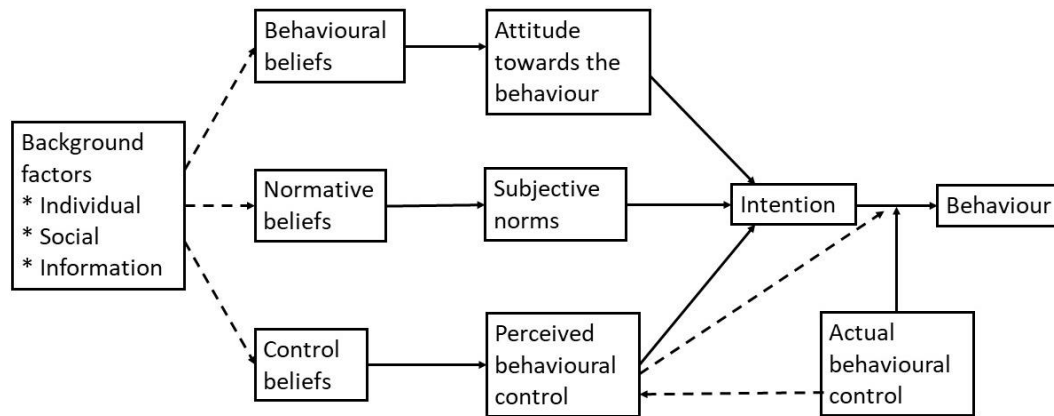 Background
factors
* Individual
* Social
* Information
Behavioural
beliefs
Attitude
towards the
behaviour
Normative
beliefs
Subjective
norms
Intention
Behaviour
Control
beliefs
Perceived
behavioural
control
Actual
behavioural
control